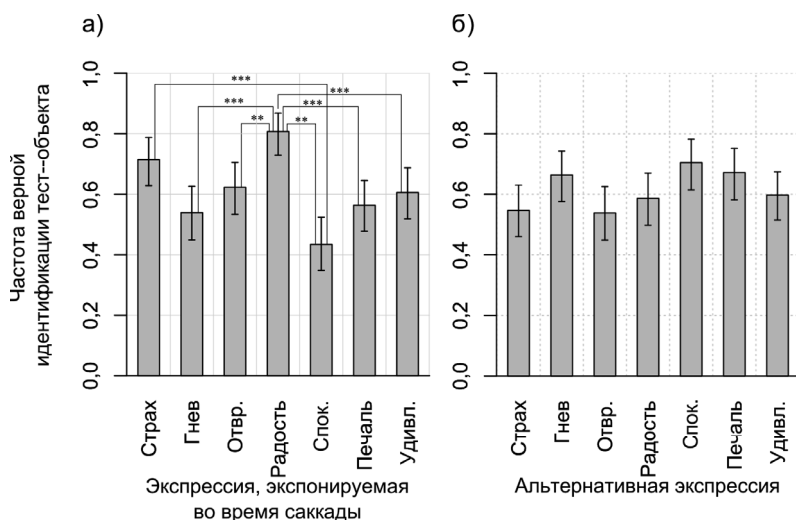 а)
б)
Частота верной
идентификации тест--объекта
1,0
0,8
0,6
0,4
0,2
0,0
***
***
***
***
**
**
Страх
Гнев
Отвр.
Радость
Спок.
Печаль
Удивл.
Экспрессия, экспонируемая
во время саккады
1,0
0,8
0,6
0,4
0,2
0,0
Страх
Гнев
Отвр.
Радость
Спок.
Печаль
Удивл.
Альтернативная экспрессия